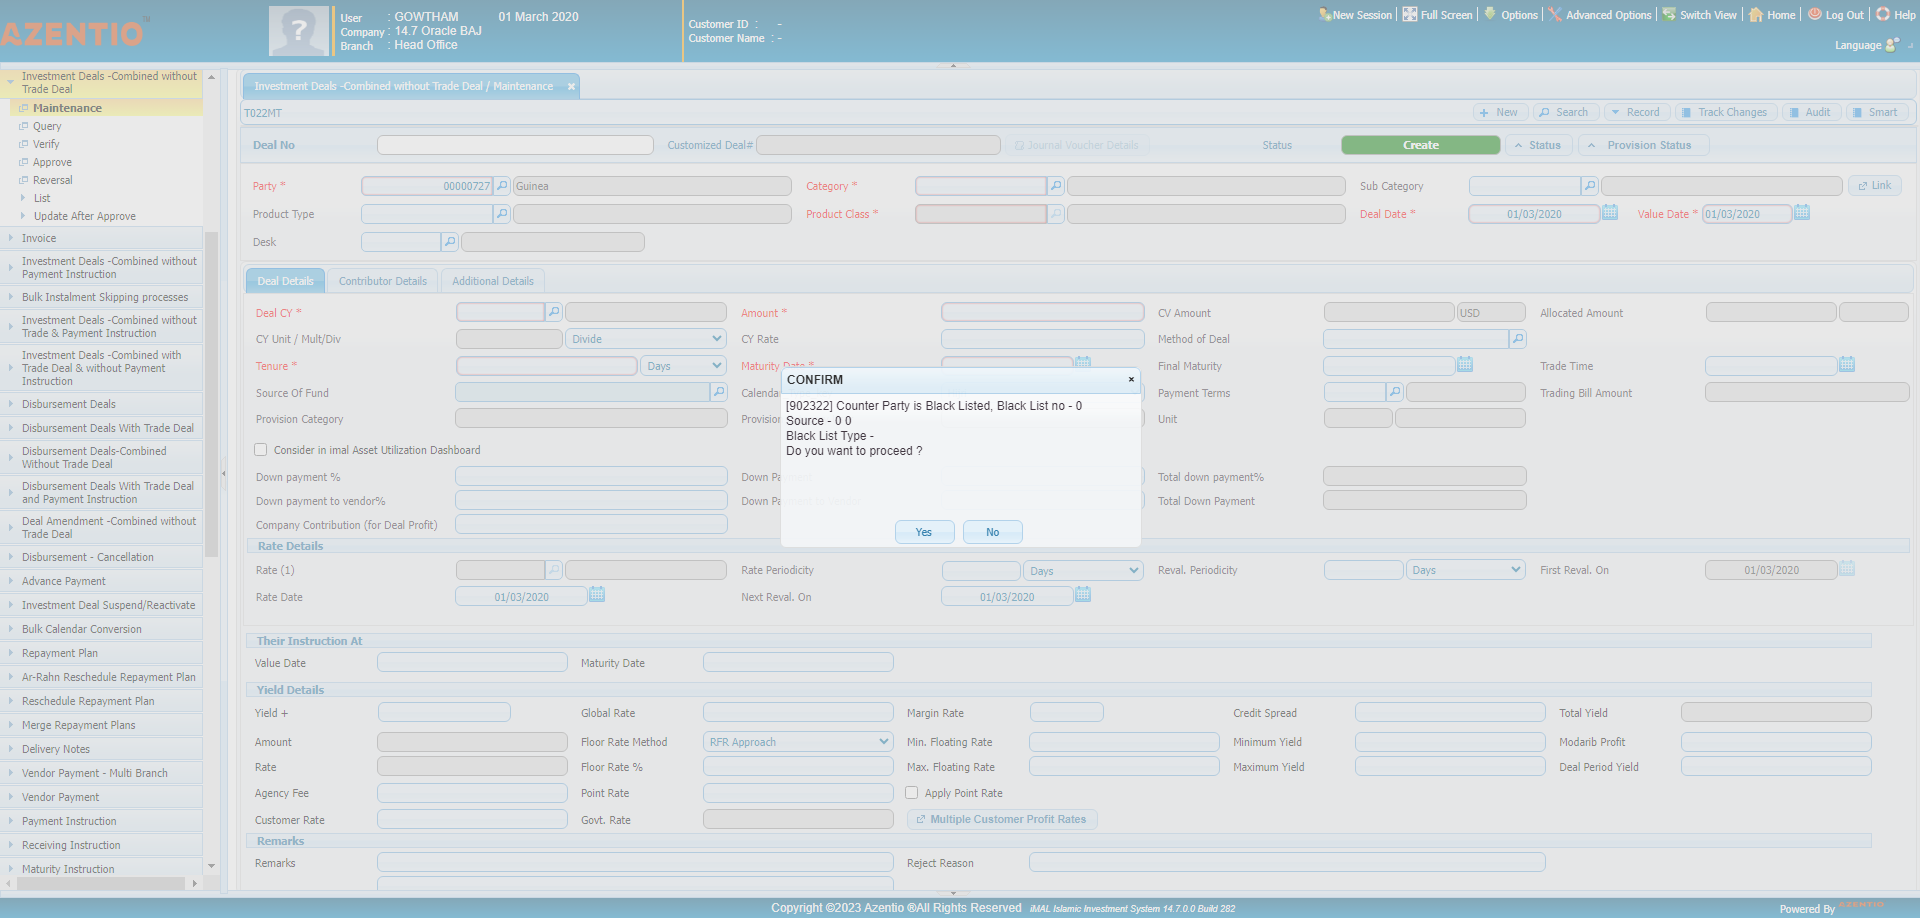 AZENTIO
User : GOWTHAM 01 March 2020
Company : 14.7 Oracle BAJ
Branch : Head Office
Customer ID : -
Customer Name : -
New Session Full Screen Options Advanced Options Switch View Home Log Out Help
Language
Investment Deals -Combined without
Trade Deal
Maintenance
Query
Verify
Approve
Reversal
List
Update After Approve
Invoice
Investment Deals -Combined without
Payment Instruction
Bulk Instalment Skipping processes
Investment Deals -Combined without
Trade & Payment Instruction
Investment Deals -Combined with
Trade Deal & without Payment
Instruction
Disbursement Deals
Disbursement Deals With Trade Deal
Disbursement Deals-Combined
Without Trade Deal
Disbursement Deals With Trade Deal
and Payment Instruction
Deal Amendment -Combined without
Trade Deal
Disbursement - Cancellation
Advance Payment
Investment Deal Suspend/Reactivate
Bulk Calendar Conversion
Repayment Plan
Ar-Rahn Reschedule Repayment Plan
Reschedule Repayment Plan
Merge Repayment Plans
Delivery Notes
Vendor Payment - Multi Branch
Vendor Payment
Payment Instruction
Receiving Instruction
Maturity Instruction
Investment Deals -Combined without Trade Deal / Maintenance
T022MT
New Search Record Track Changes Audit Smart
Deal No Customized Deal# Journal Voucher Details Status Create Status Provision Status
Party * 00000727 Guinea Category * Sub Category Link
Product Type Product Class * Deal Date * 01/03/2020 Value Date * 01/03/2020
Desk
Deal Details Contributor Details Additional Details
Deal CY * Amount * CV Amount USD Allocated Amount
CY Unit / Mult/Div Divide CY Rate Method of Deal
Tenure * Days Maturity Date * Final Maturity Trade Time
Source Of Fund Calenda Payment Terms Trading Bill Amount
Provision Category Provision Unit
CONFIRM
[902322] Counter Party is Black Listed, Black List no - 0
Source - 0 0
Black List Type -
Do you want to proceed ?
Yes No
Consider in imal Asset Utilization Dashboard
Down payment % Down Pa Total down payment%
Down payment to vendor% Down Pa Total Down Payment
Company Contribution (for Deal Profit)
Rate Details
Rate (1) Rate Periodicity Days Reval. Periodicity Days First Reval. On 01/03/2020
Rate Date 01/03/2020 Next Reval. On 01/03/2020
Their Instruction At
Value Date Maturity Date
Yield Details
Yield + Global Rate Margin Rate Credit Spread Total Yield
Amount Floor Rate Method RFR Approach Min. Floating Rate Minimum Yield Modarib Profit
Rate Floor Rate % Max. Floating Rate Maximum Yield Deal Period Yield
Agency Fee Point Rate Apply Point Rate
Customer Rate Govt. Rate Multiple Customer Profit Rates
Remarks
Remarks Reject Reason
Copyright ©2023 Azentio ®All Rights Reserved iMAL Islamic Investment System 14.7.0.0 Build 282
Powered By AZENTIO